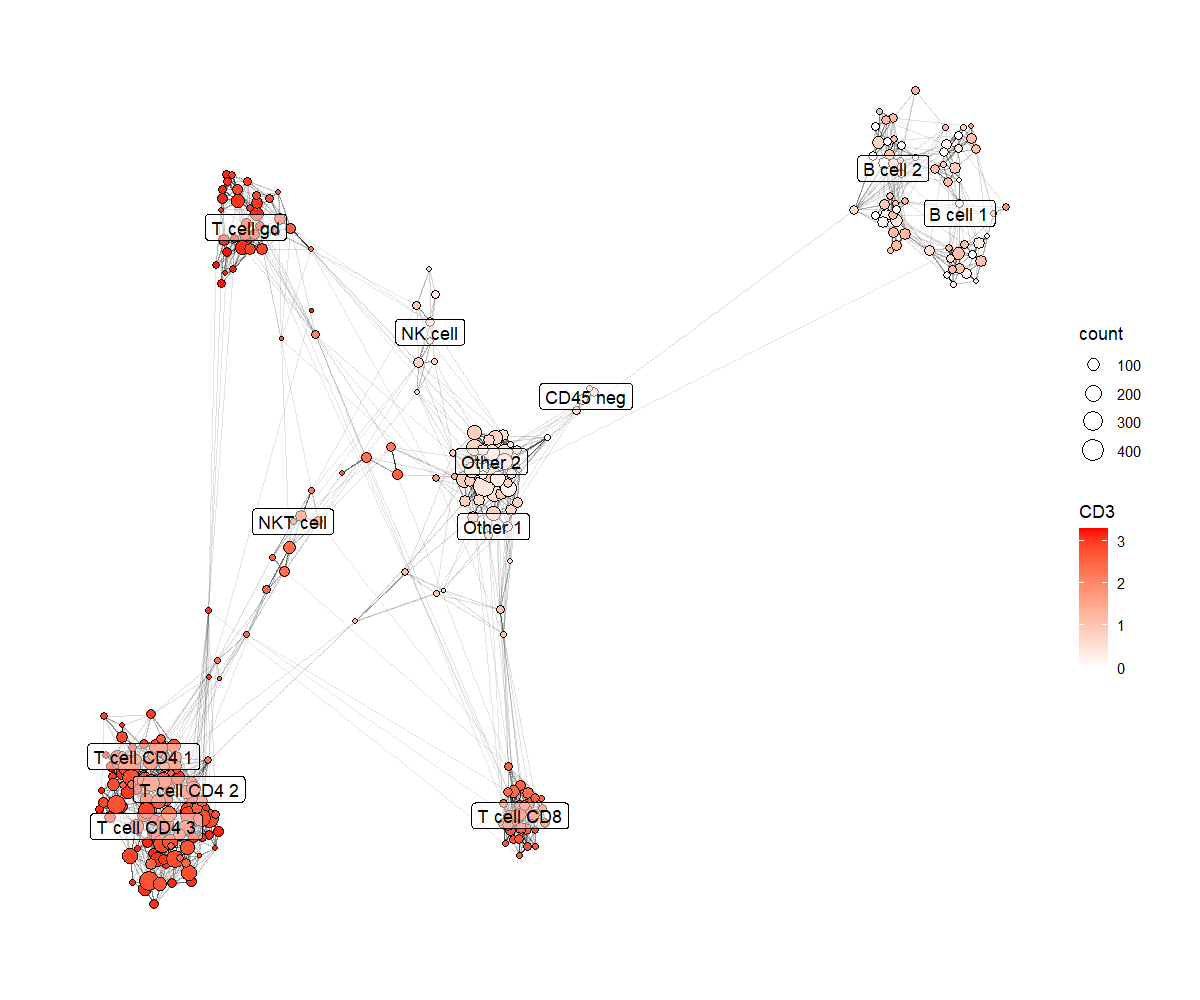 B cell 2
B cell 1
T cell gd
NK cell
CD45 neg
Other 2
NKT cell
Other 1
T cell CD4 1
T cell CD4 2
T cell CD4 3
T cell CD8
count
100
200
300
400
CD3
3
2
1
0